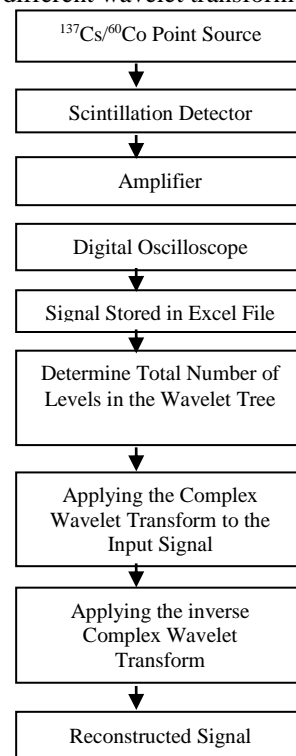 different wavelet transform
¹³⁷Cs/⁶⁰Co Point Source
Scintillation Detector
Amplifier
Digital Oscilloscope
Signal Stored in Excel File
Determine Total Number of
Levels in the Wavelet Tree
Applying the Complex
Wavelet Transform to the
Input Signal
Applying the inverse
Complex Wavelet
Transform
Reconstructed Signal